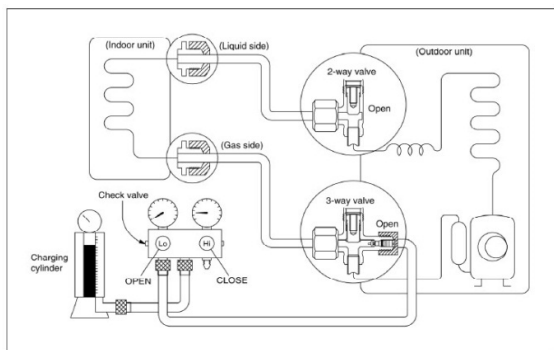 (Indoor unit)
(Liquid side)
(Outdoor unit)
2-way valve
Open
(Gas side)
3-way valve
Open
Check valve
Lo
Hi
Charging
cylinder
OPEN
CLOSE